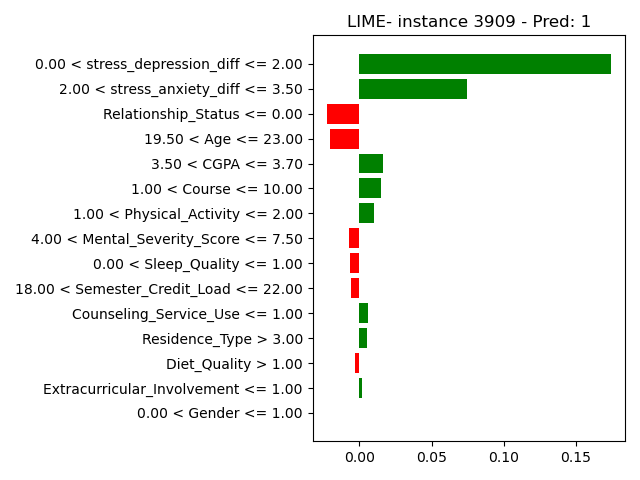 LIME- instance 3909 - Pred: 1
0.00 < stress_depression_diff <= 2.00
2.00 < stress_anxiety_diff <= 3.50
Relationship_Status <= 0.00
19.50 < Age <= 23.00
3.50 < CGPA <= 3.70
1.00 < Course <= 10.00
1.00 < Physical_Activity <= 2.00
4.00 < Mental_Severity_Score <= 7.50
0.00 < Sleep_Quality <= 1.00
18.00 < Semester_Credit_Load <= 22.00
Counseling_Service_Use <= 1.00
Residence_Type > 3.00
Diet_Quality > 1.00
Extracurricular_Involvement <= 1.00
0.00 < Gender <= 1.00
0.00 0.05 0.10 0.15